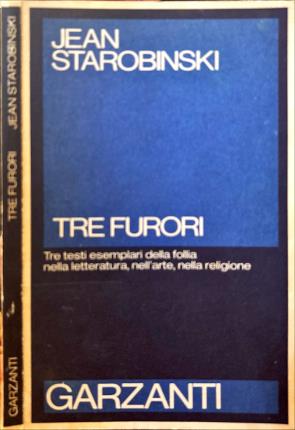 JEAN
STAROBINSKI
TRE FURORI
Tre testi esemplari della follia
nella letteratura, nell'arte, nella religione
GARZANTI
JEAN STAROBINSKI
TRE FURORI
GARZANTI